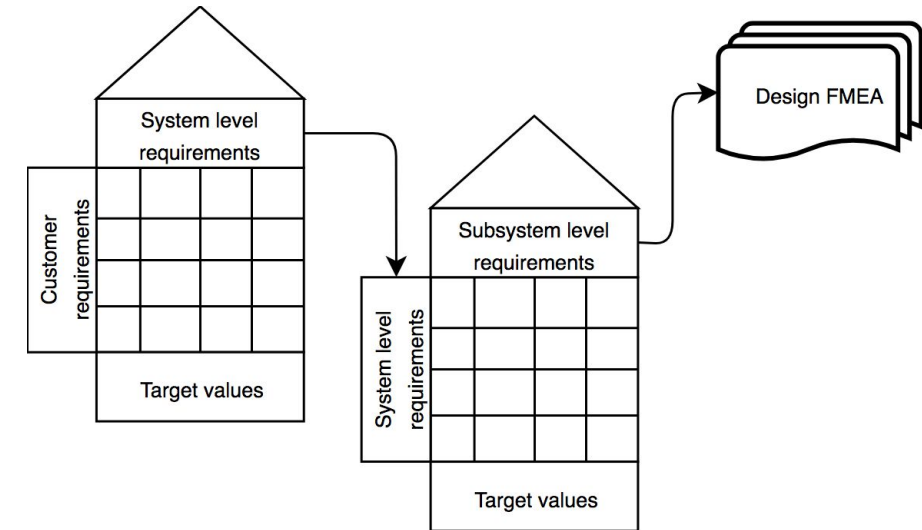 System level
requirements
Customer
requirements
Target values
Subsystem level
requirements
System level
requirements
Target values
Design FMEA